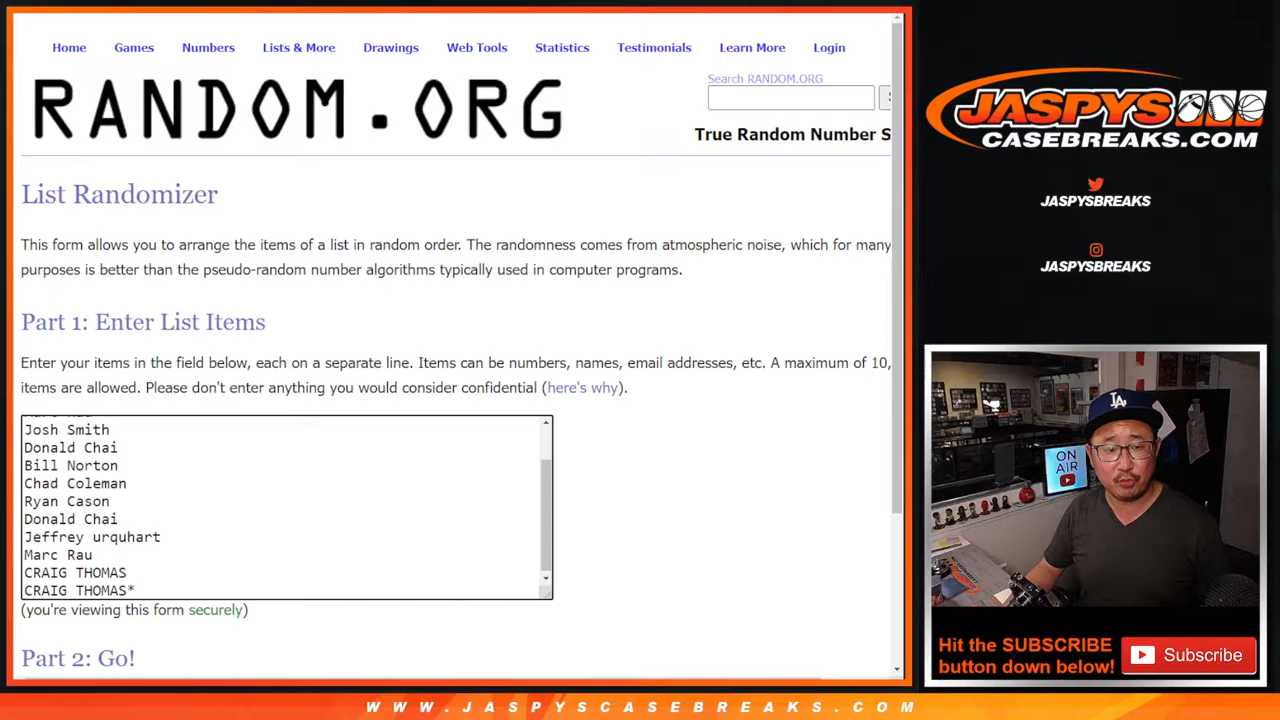 Home Games Numbers Lists & More Drawings Web Tools Statistics Testimonials Learn More Login
RANDOM.ORG
Search RANDOM.ORG
True Random Number S
List Randomizer
This form allows you to arrange the items of a list in random order. The randomness comes from atmospheric noise, which for many
purposes is better than the pseudo-random number algorithms typically used in computer programs.
Part 1: Enter List Items
Enter your items in the field below, each on a separate line. Items can be numbers, names, email addresses, etc. A maximum of 10,
items are allowed. Please don't enter anything you would consider confidential (here's why).
Josh Smith
Donald Chai
Bill Norton
Chad Coleman
Ryan Cason
Donald Chai
Jeffrey urquhart
Marc Rau
CRAIG THOMAS
CRAIG THOMAS*
(you're viewing this form securely)
Part 2: Go!
JASPYS
CASEBREAKS.COM
JASPYSBREAKS
JASPYSBREAKS
LA
ON
AIR
Hit the SUBSCRIBE
button down below!
Subscribe
WWW.JASPYSCASEBREAKS.COM